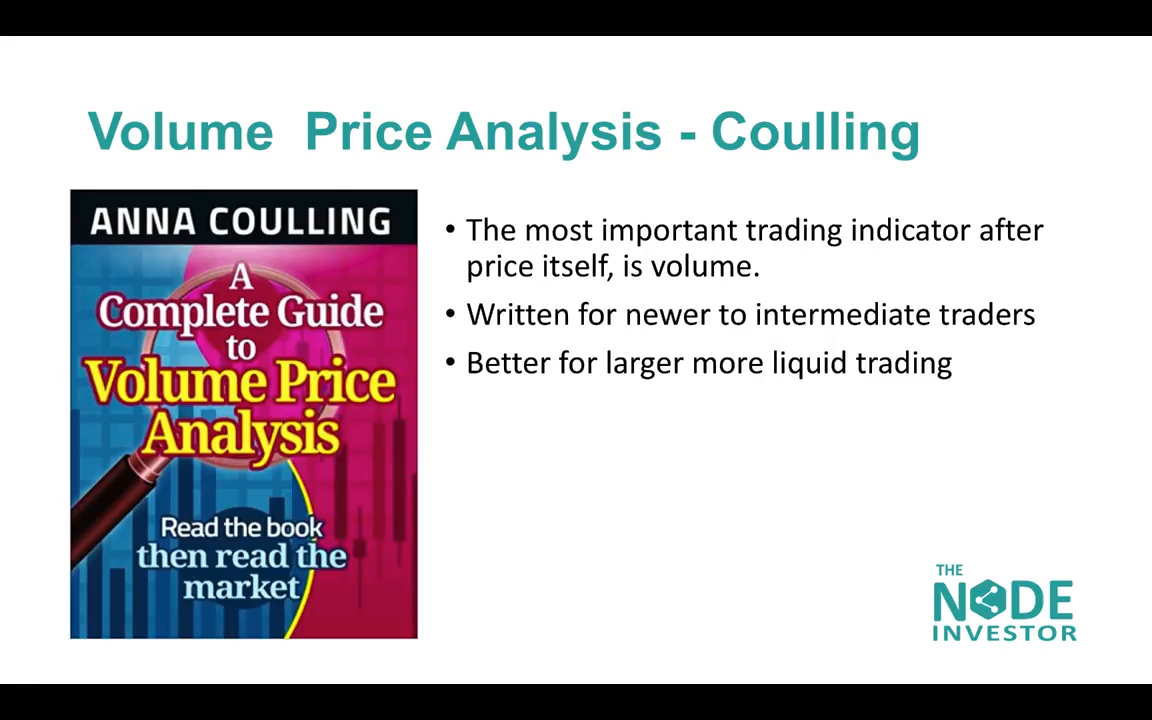 Volume  Price Analysis - Coulling
ANNA COULLING
A
Complete Guide
to
Volume Price
Analysis
Read the book
then read the
market
• The most important trading indicator after
price itself, is volume.
• Written for newer to intermediate traders
• Better for larger more liquid trading
THE
NODE
INVESTOR